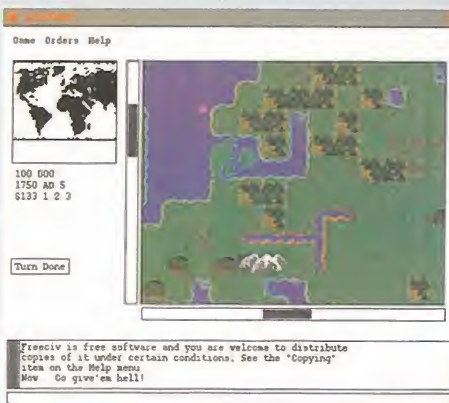 Game Orders Help
100 000
1750 AD 5
$133 1 2 3
Turn Done
Freeciv is free software and you are welcome to distribute
copies of it under certain conditions. See the "Copying"
item on the Help menu
Now Go give'em hell!